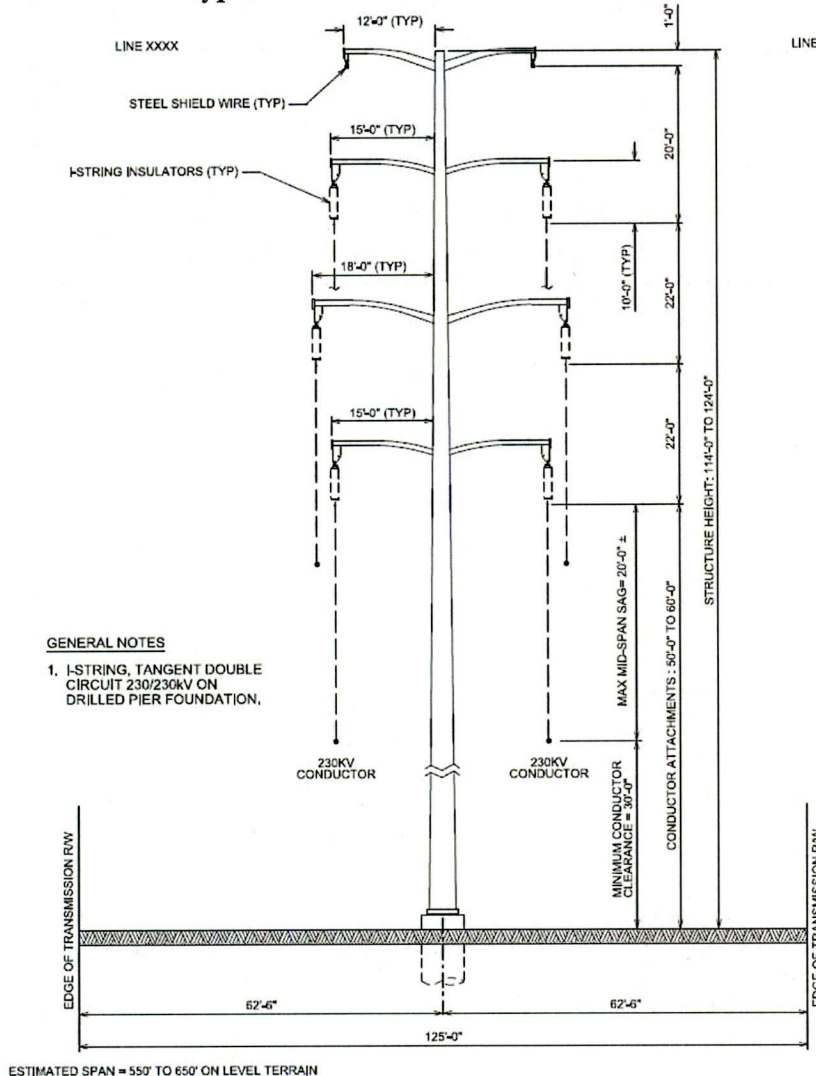 12'-0" (TYP)
1'-0"
LINE XXXX
LINE
STEEL SHIELD WIRE (TYP)
15'-0" (TYP)
20'-0"
I-STRING INSULATORS (TYP)
18'-0" (TYP)
10'-0" (TYP)
22'-0"
15'-0" (TYP)
22'-0"
STRUCTURE HEIGHT: 114'-0" TO 124'-0"
MAX MID-SPAN SAG= 20'-0" ±
CONDUCTOR ATTACHMENTS : 50'-0" TO 60'-0"
GENERAL NOTES
1. I-STRING, TANGENT DOUBLE
CIRCUIT 230/230kV ON
DRILLED PIER FOUNDATION.
230KV
CONDUCTOR
230KV
CONDUCTOR
MINIMUM CONDUCTOR
CLEARANCE = 30'-0"
EDGE OF TRANSMISSION R/W
EDGE OF TRANSMISSION R/W
62'-6"
62'-6"
125'-0"
ESTIMATED SPAN = 550' TO 650' ON LEVEL TERRAIN